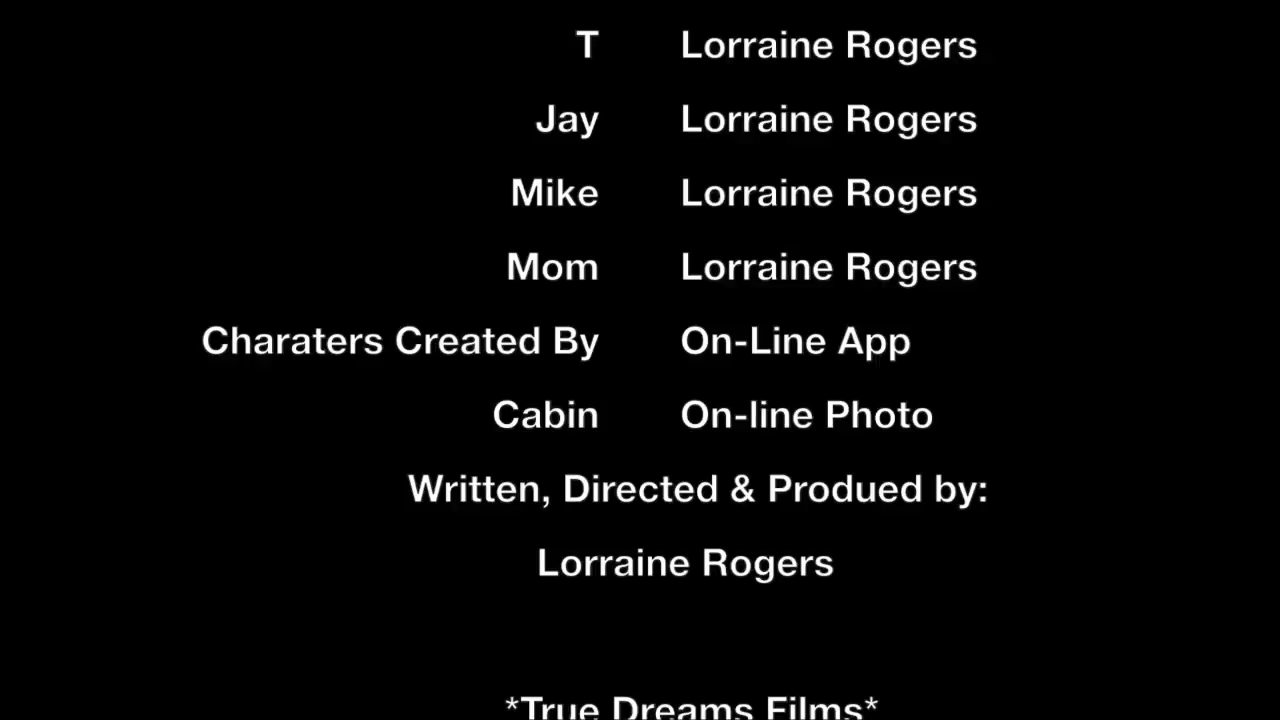 T Lorraine Rogers
Jay Lorraine Rogers
Mike Lorraine Rogers
Mom Lorraine Rogers
Charaters Created By On-Line App
Cabin On-line Photo
Written, Directed & Produed by:
Lorraine Rogers
*True Dreams Films*